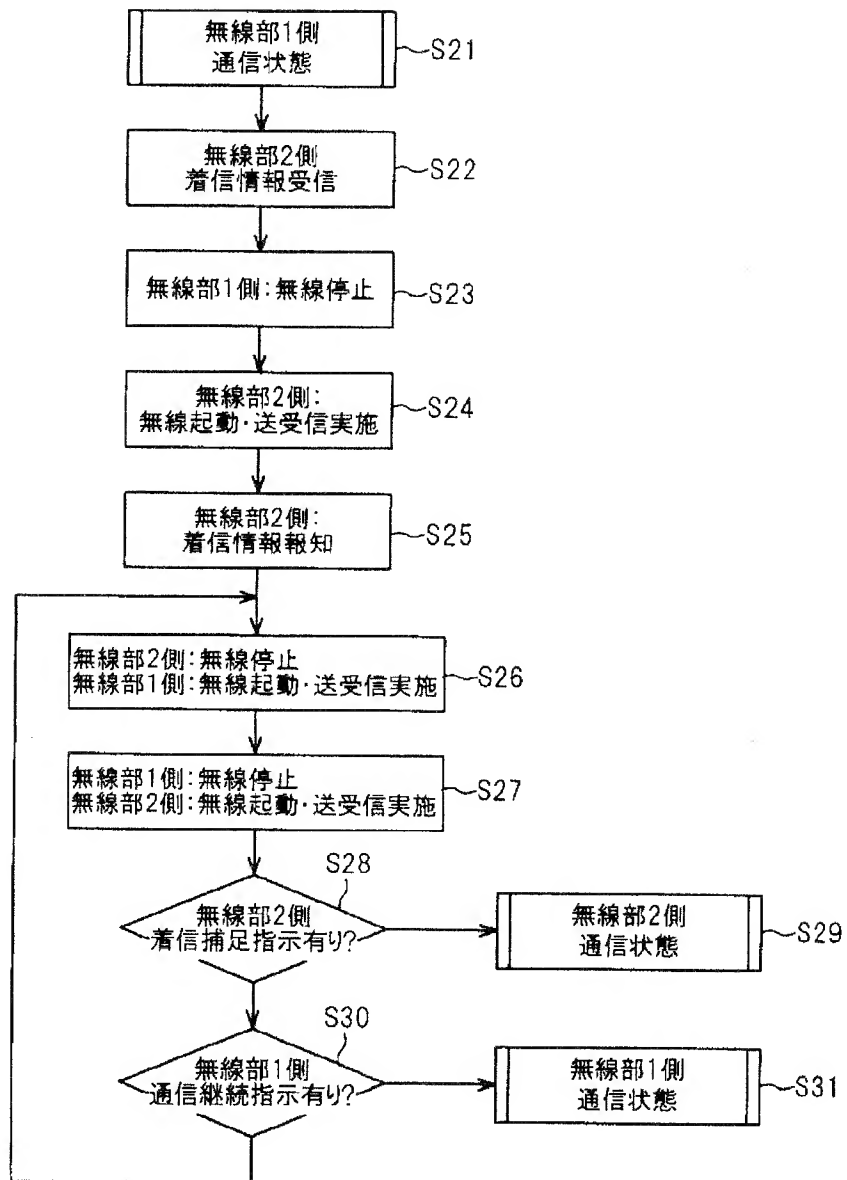 無線部1側
通信状態
S21
無線部2側
着信情報受信
S22
無線部1側:無線停止
S23
無線部2側:
無線起動・送受信実施
S24
無線部2側:
着信情報報知
S25
無線部2側:無線停止
無線部1側:無線起動・送受信実施
S26
無線部1側:無線停止
無線部2側:無線起動・送受信実施
S27
S28
無線部2側
着信捕足指示有り?
無線部2側
通信状態
S29
S30
無線部1側
通信継続指示有り?
無線部1側
通信状態
S31